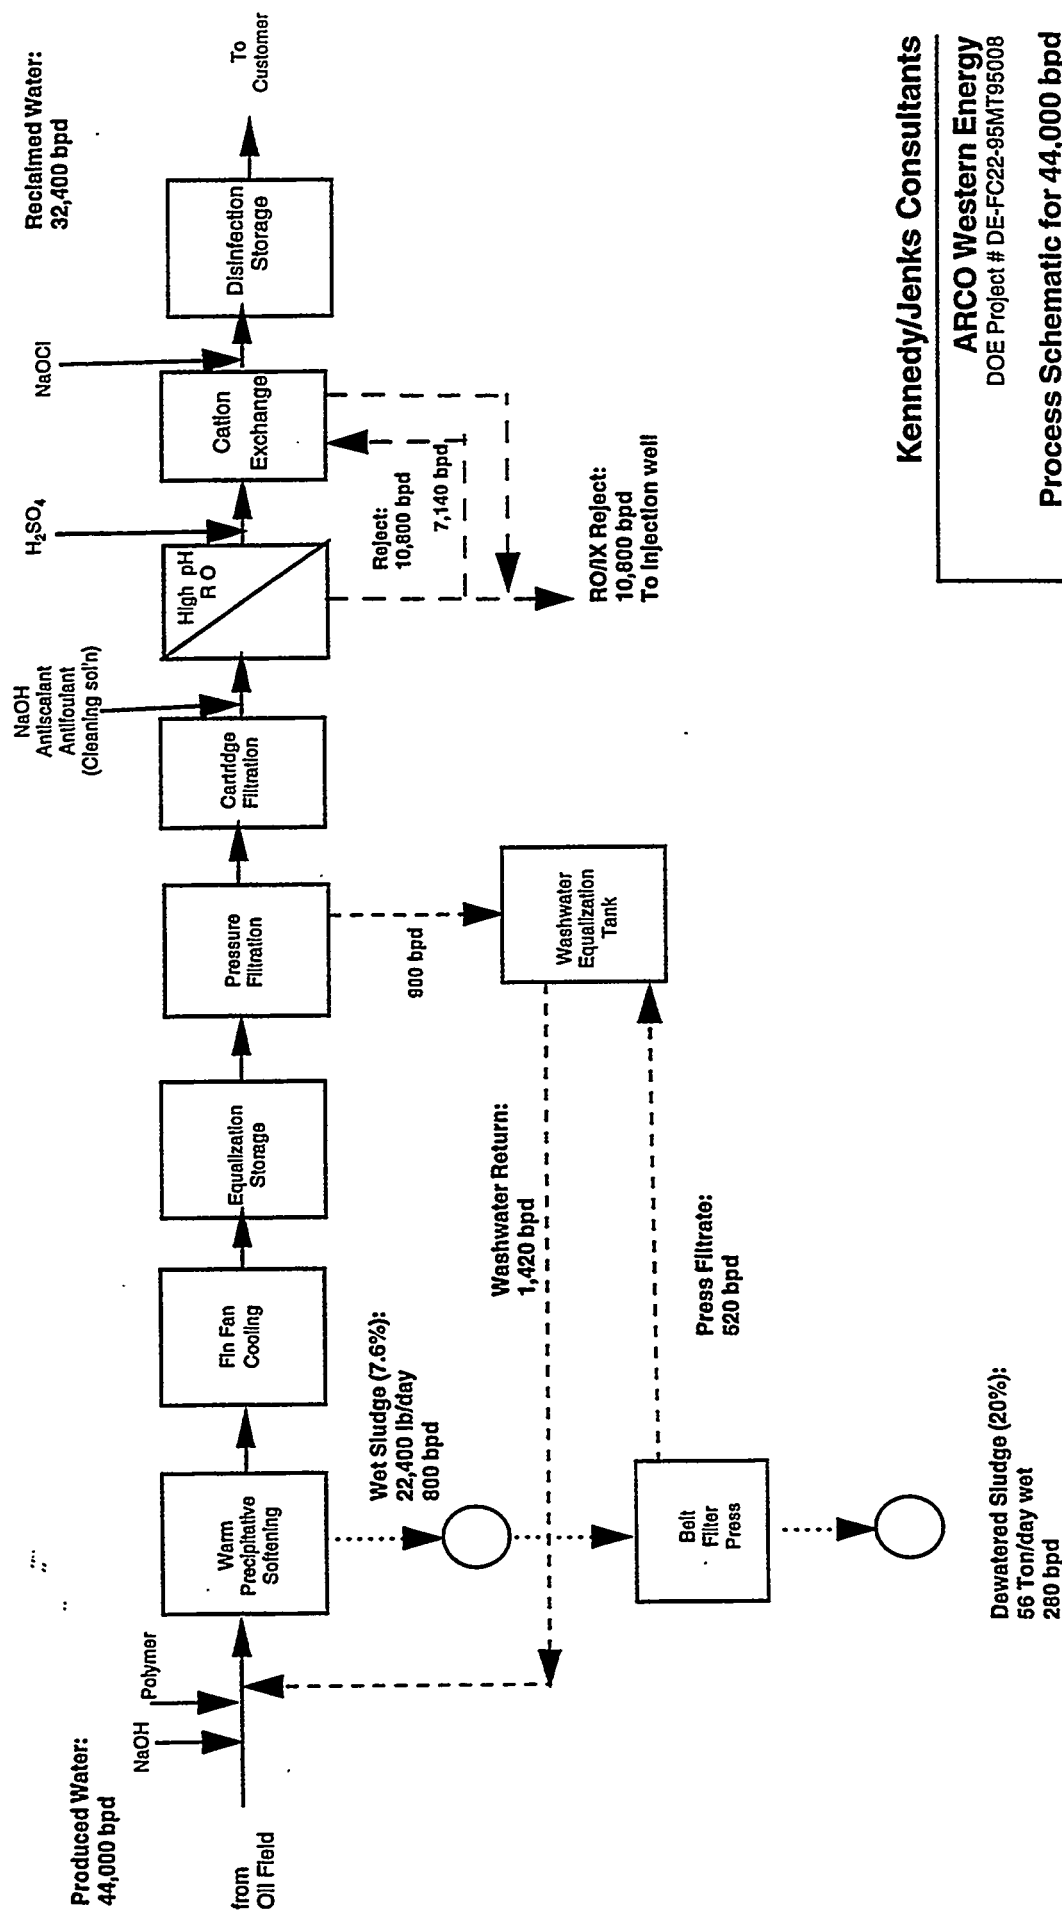 Produced Water:
44,000 bpd
from
Oil Field
NaOH
Polymer
Warm
Precipitative
Softening
Fin Fan
Cooling
Equalization
Storage
Pressure
Filtration
Cartridge
Filtration
NaOH
Antiscalant
Antifoulant
(Cleaning sol'n)
High pH
R O
H₂SO₄
Cation
Exchange
NaOCl
Disinfection
Storage
Reclaimed Water:
32,400 bpd
To
Customer
Wet Sludge (7.6%):
22,400 lb/day
800 bpd
Washwater Return:
1,420 bpd
900 bpd
Washwater
Equalization
Tank
Reject:
10,800 bpd
7,140 bpd
RO/IX Reject:
10,800 bpd
To Injection well
Belt
Filter
Press
Press Filtrate:
520 bpd
Dewatered Sludge (20%):
56 Ton/day wet
280 bpd
Kennedy/Jenks Consultants
ARCO Western Energy
DOE Project # DE-FC22-95MT95008
Process Schematic for 44,000 bpd